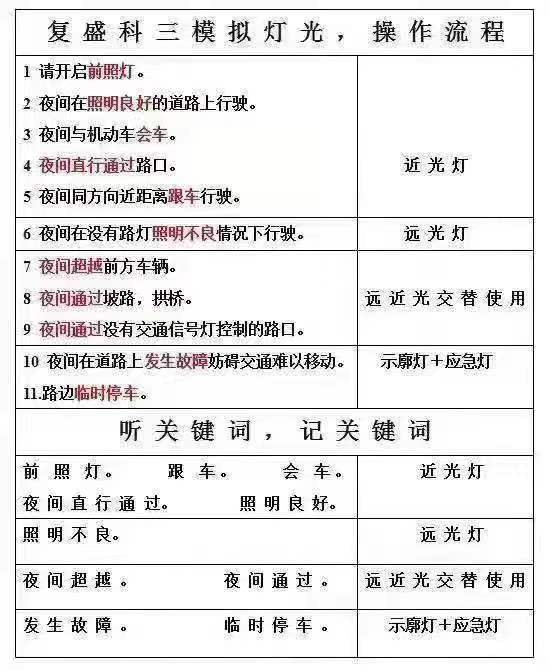 复盛科三模拟灯光，操作流程
1 请开启前照灯。
2 夜间在照明良好的道路上行驶。
3 夜间与机动车会车。
4 夜间直行通过路口。
近光灯
5 夜间同方向近距离跟车行驶。
6 夜间在没有路灯照明不良情况下行驶。
远光灯
7 夜间超越前方车辆。
8 夜间通过坡路，拱桥。
远近光交替使用
9 夜间通过没有交通信号灯控制的路口。
10 夜间在道路上发生故障妨碍交通难以移动。
示廓灯＋应急灯
11.路边临时停车。
听关键词，记关键词
前照灯。 跟车。 会车。
近光灯
夜间直行通过。 照明良好。
照明不良。
远光灯
夜间超越。 夜间通过。
远近光交替使用
发生故障。 临时停车。
示廓灯＋应急灯